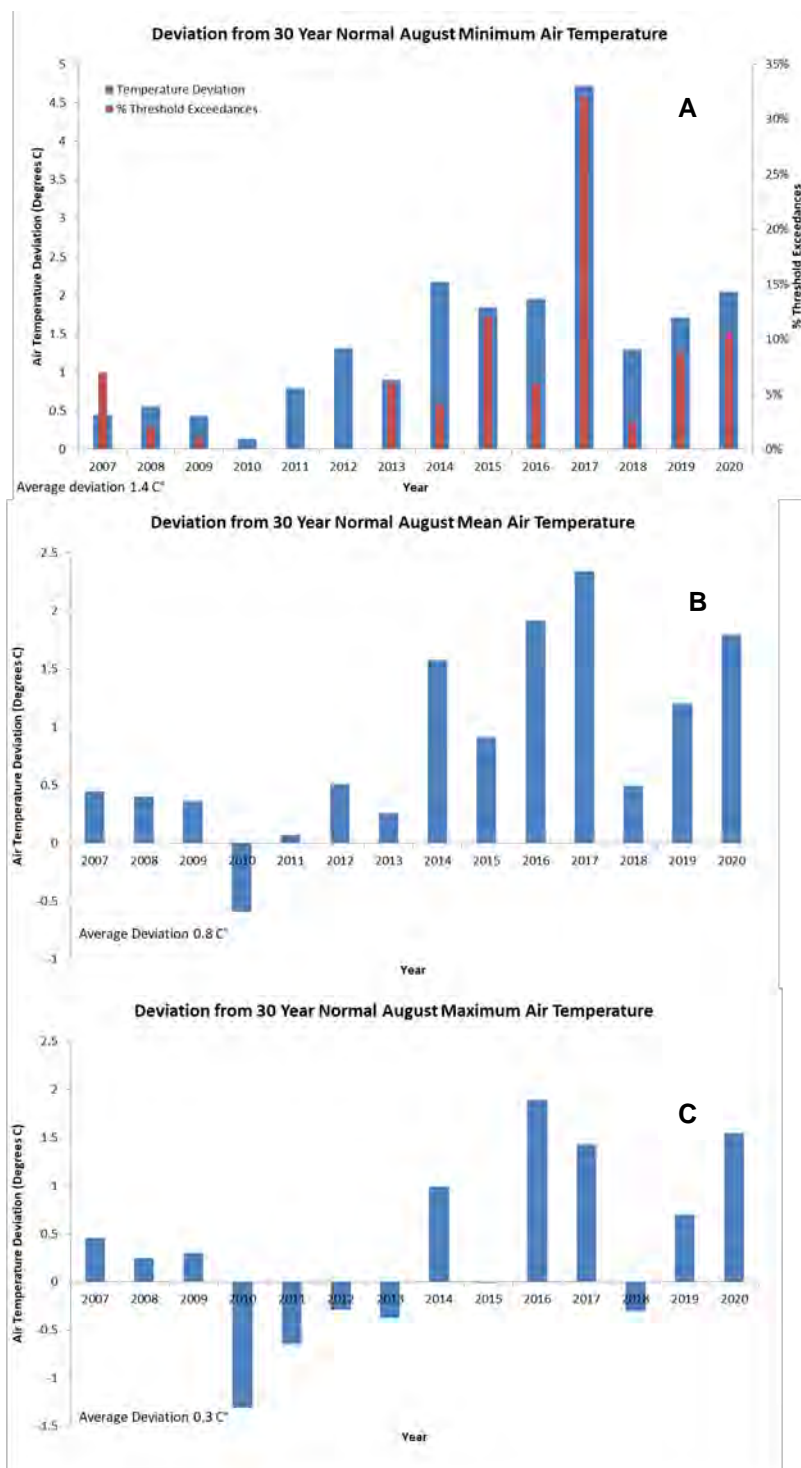 Deviation from 30 Year Normal August Minimum Air Temperature
A
Temperature Deviation
% Threshold Exceedances
Air Temperature Deviation (Degrees C)
5
4.5
4
3.5
3
2.5
2
1.5
1
0.5
0
35%
30%
25%
20%
15%
10%
5%
0%
% Threshold Exceedances
2007 2008 2009 2010 2011 2012 2013 2014 2015 2016 2017 2018 2019 2020
Year
Average deviation 1.4 C°
Deviation from 30 Year Normal August Mean Air Temperature
B
Air Temperature Deviation (Degrees C)
2.5
2
1.5
1
0.5
0
-0.5
-1
2007 2008 2009 2010 2011 2012 2013 2014 2015 2016 2017 2018 2019 2020
Average Deviation 0.8 C°
Year
Deviation from 30 Year Normal August Maximum Air Temperature
C
Air Temperature Deviation (Degrees C)
2.5
2
1.5
1
0.5
0
-0.5
-1
-1.5
2007 2008 2009 2010 2011 2012 2013 2014 2015 2016 2017 2018 2019 2020
Average Deviation 0.3 C°
Year